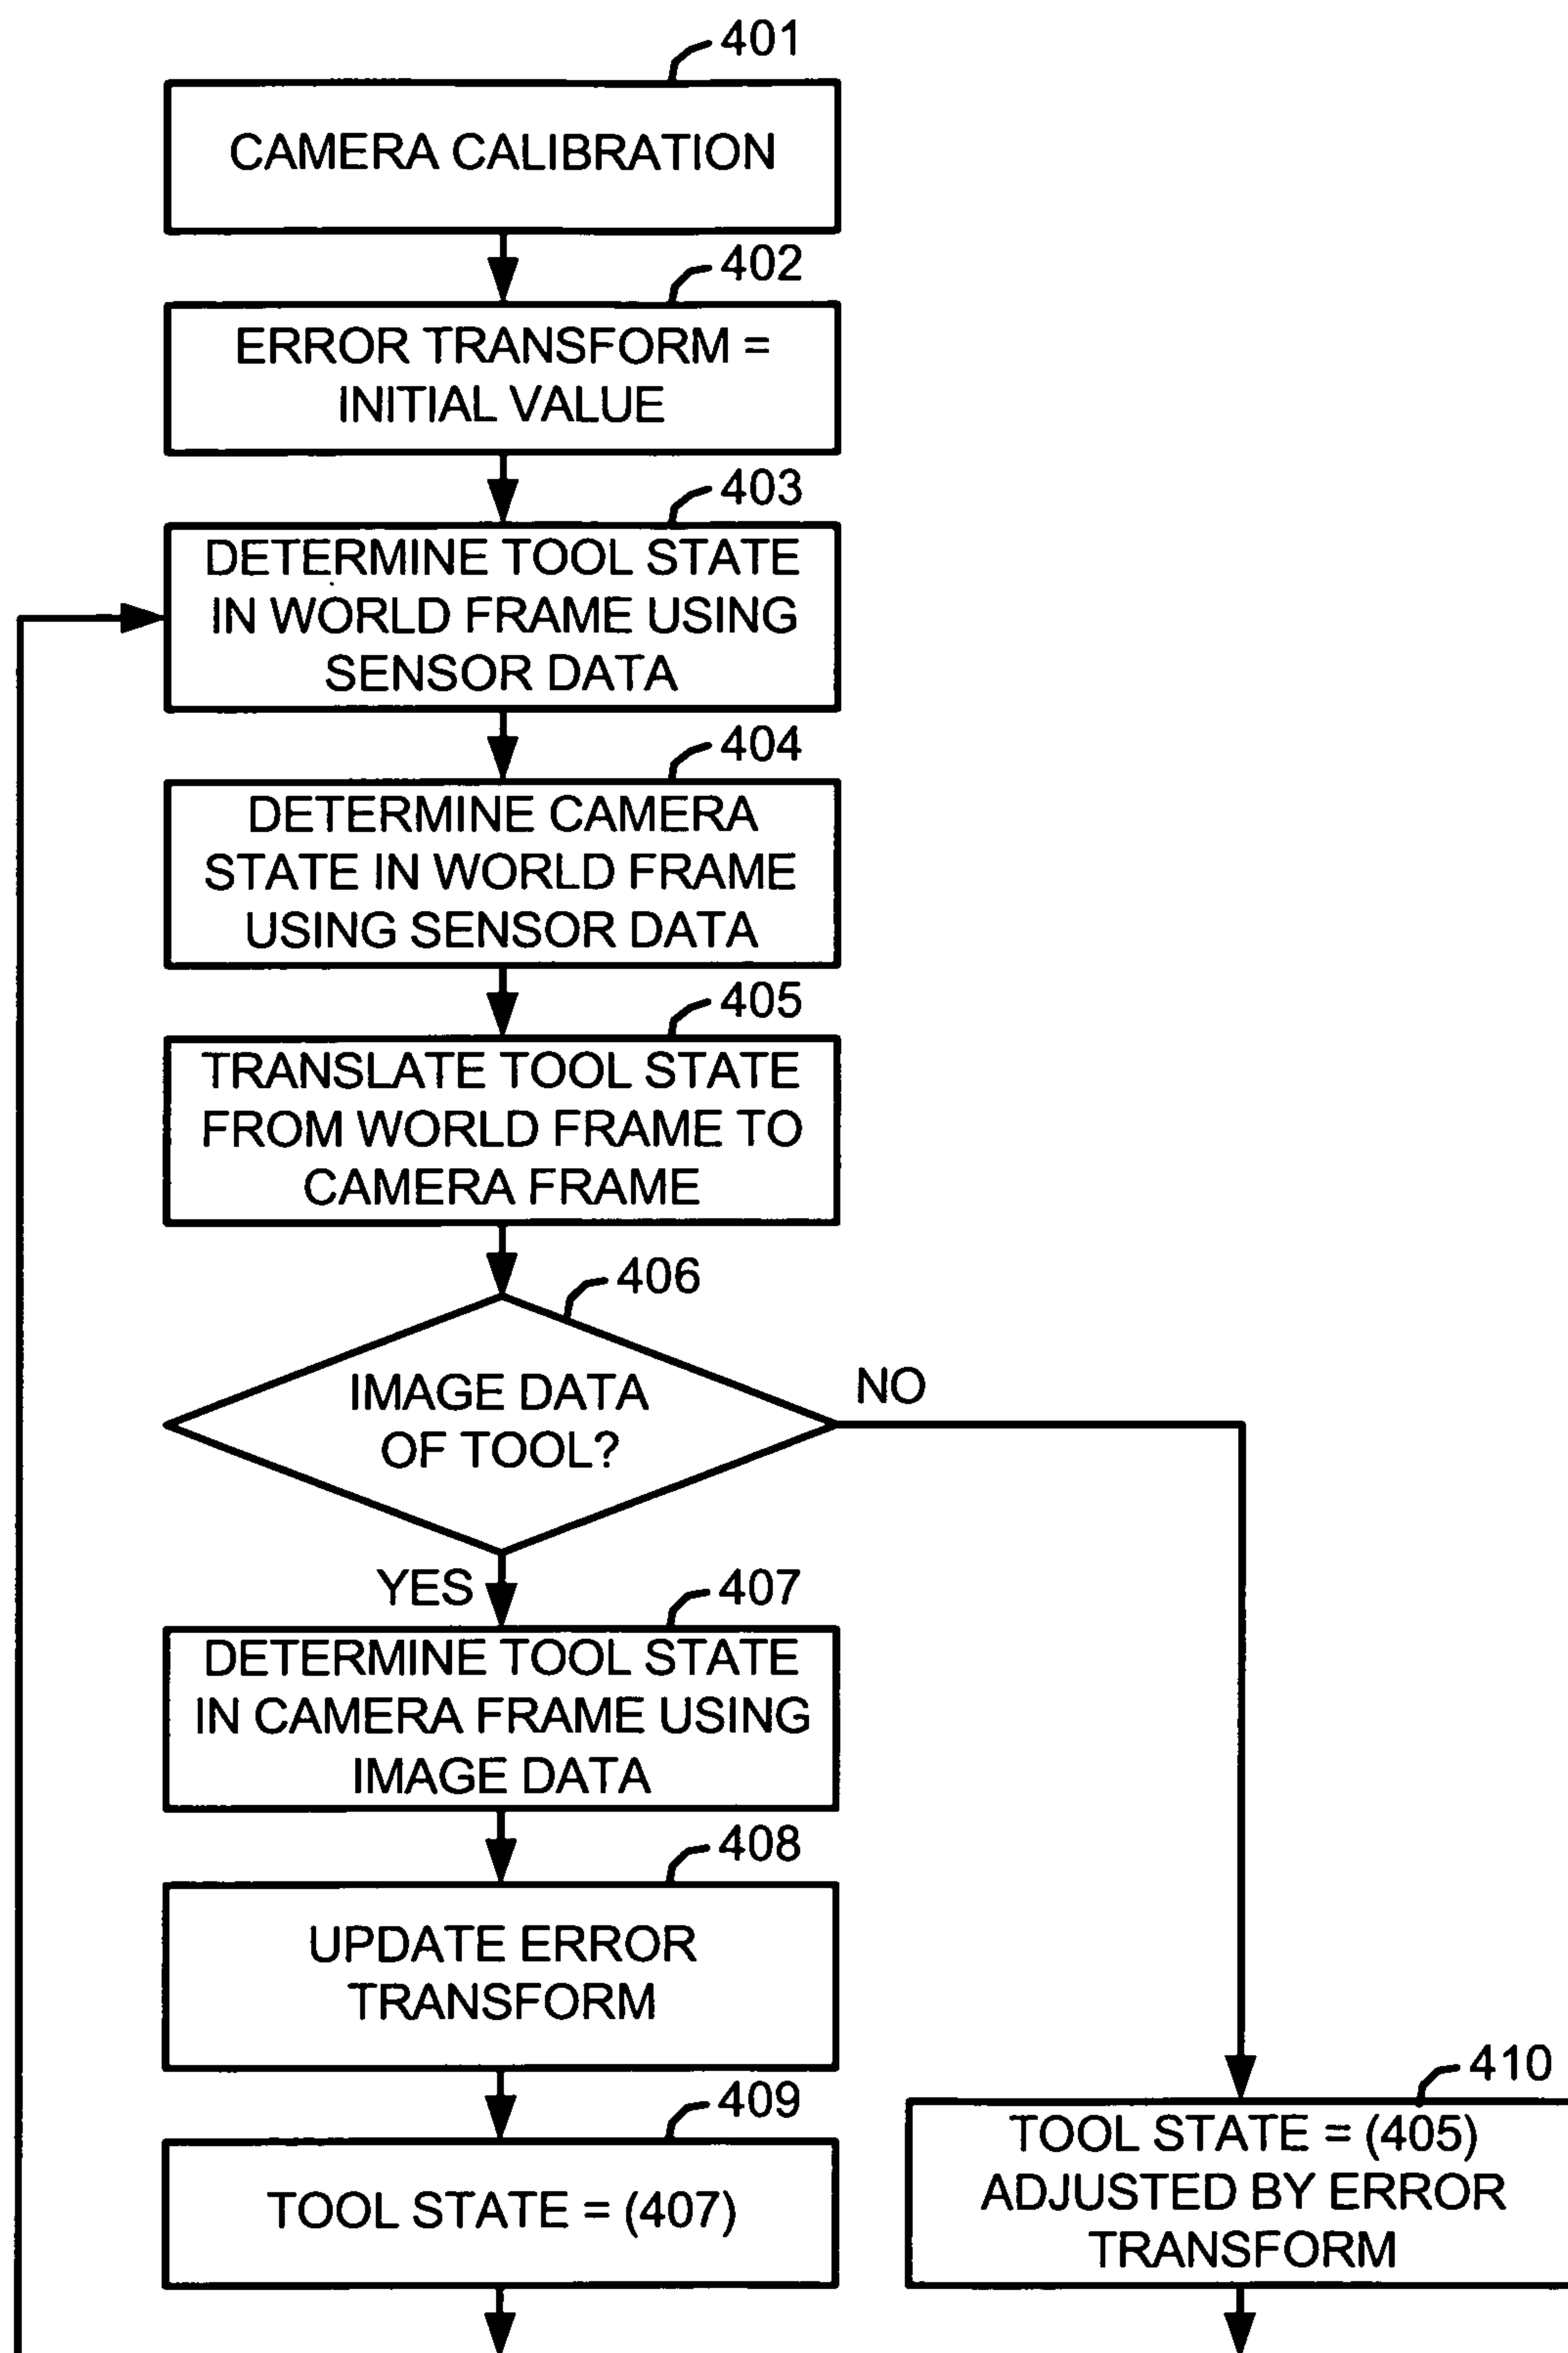 401
CAMERA CALIBRATION
402
ERROR TRANSFORM =
INITIAL VALUE
403
DETERMINE TOOL STATE
IN WORLD FRAME USING
SENSOR DATA
404
DETERMINE CAMERA
STATE IN WORLD FRAME
USING SENSOR DATA
405
TRANSLATE TOOL STATE
FROM WORLD FRAME TO
CAMERA FRAME
406
IMAGE DATA
OF TOOL?
NO
YES
407
DETERMINE TOOL STATE
IN CAMERA FRAME USING
IMAGE DATA
408
UPDATE ERROR
TRANSFORM
409
TOOL STATE = (407)
410
TOOL STATE = (405)
ADJUSTED BY ERROR
TRANSFORM